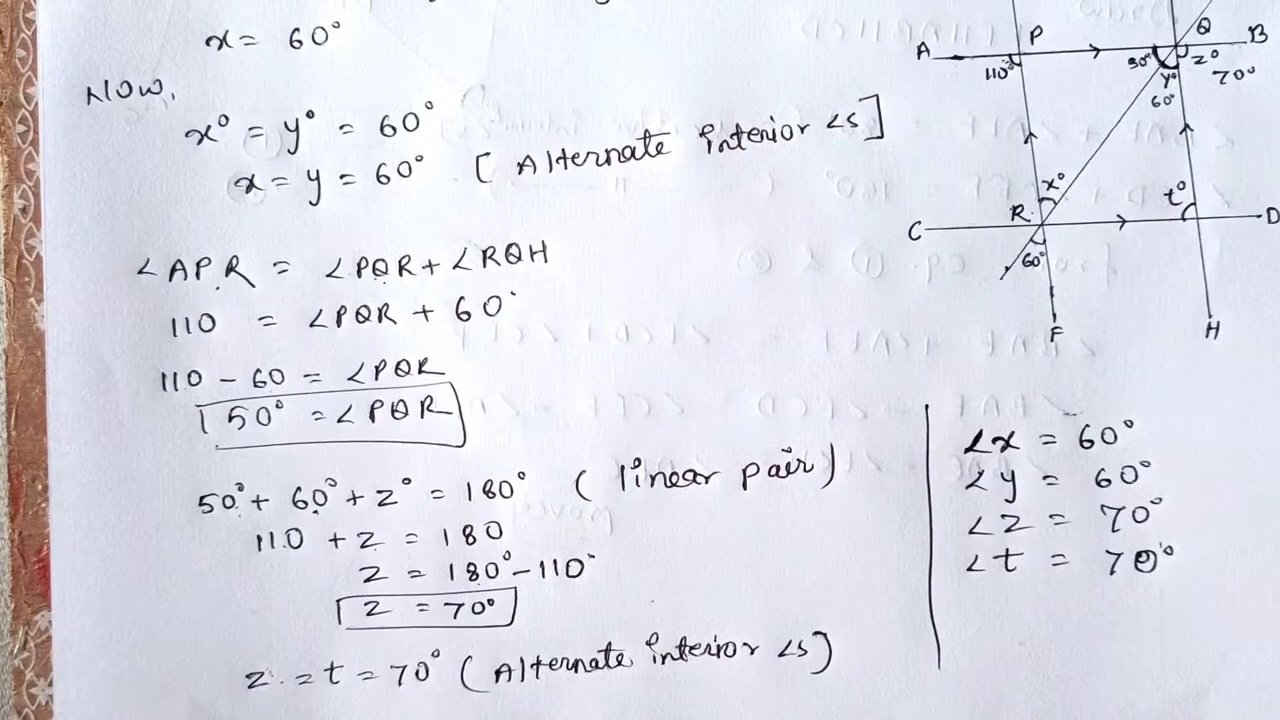 x = 60°
NOW,
x° = y° = 60°
x = y = 60° [ Alternate interior ∠s ]
∠APR = ∠PQR + ∠RQH
110 = ∠PQR + 60°
110 - 60 = ∠PQR
50° = ∠PQR
50° + 60° + z° = 180° ( linear pair )
110 + z = 180
z = 180° - 110°
z = 70°
z = t = 70° ( Alternate interior ∠s )
A P Q B
110° 50° z°
y° 70°
60°
x° t°
R
C D
60°
F H
∠x = 60°
∠y = 60°
∠z = 70°
∠t = 70°